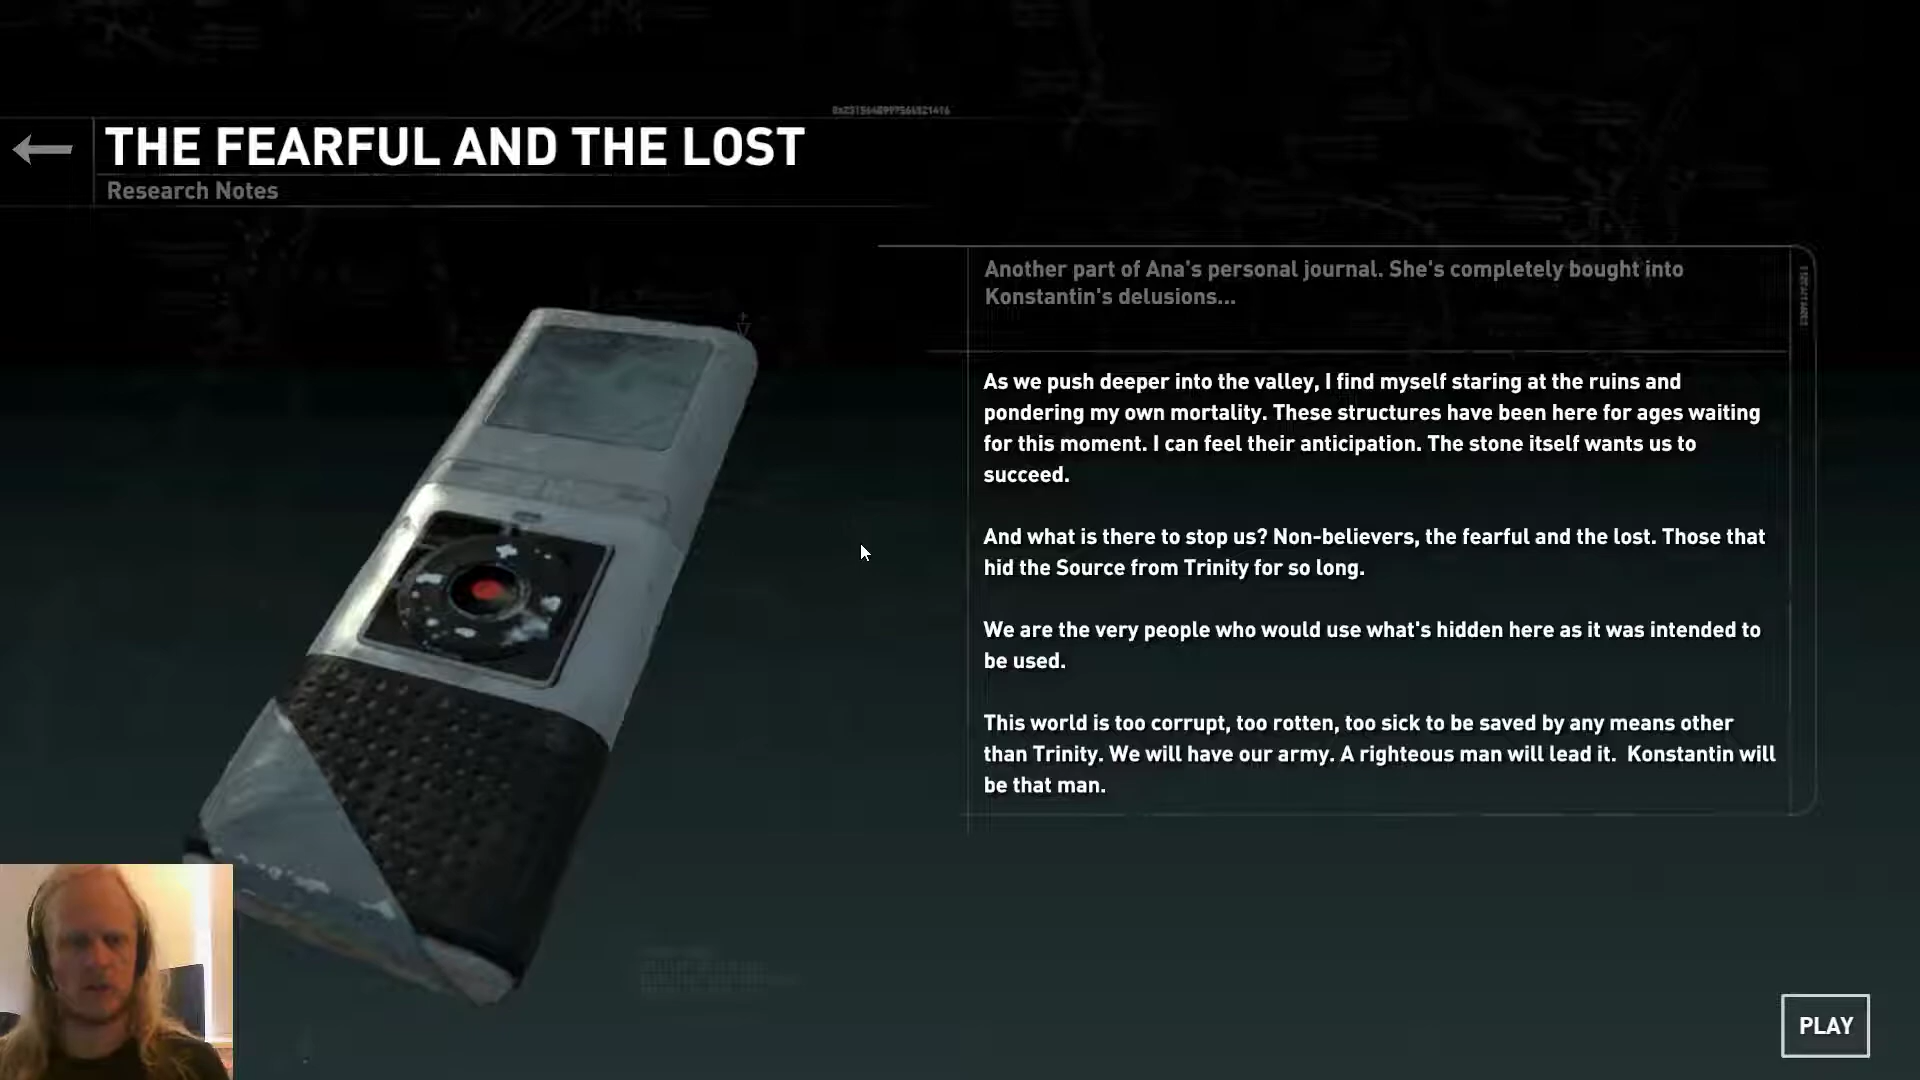 THE FEARFUL AND THE LOST
Research Notes
Another part of Ana's personal journal. She's completely bought into
Konstantin's delusions...
As we push deeper into the valley, I find myself staring at the ruins and
pondering my own mortality. These structures have been here for ages waiting
for this moment. I can feel their anticipation. The stone itself wants us to
succeed.
And what is there to stop us? Non-believers, the fearful and the lost. Those that
hid the Source from Trinity for so long.
We are the very people who would use what's hidden here as it was intended to
be used.
This world is too corrupt, too rotten, too sick to be saved by any means other
than Trinity. We will have our army. A righteous man will lead it.  Konstantin will
be that man.
PLAY